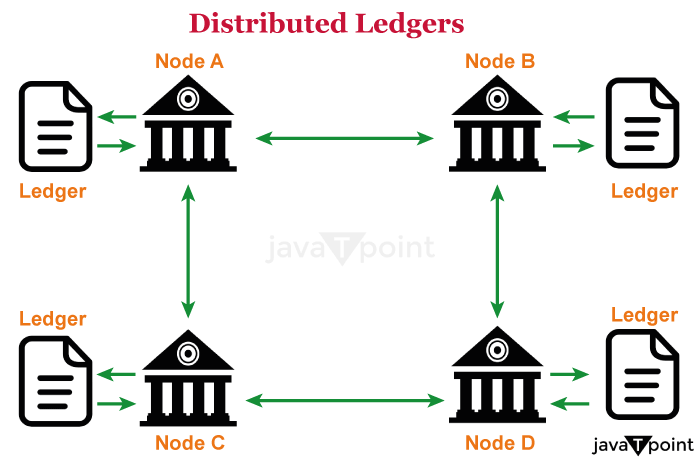 Distributed Ledgers
Node A
Node B
Ledger
Ledger
javaTpoint
Ledger
Ledger
Node C
Node D
javaTpoint